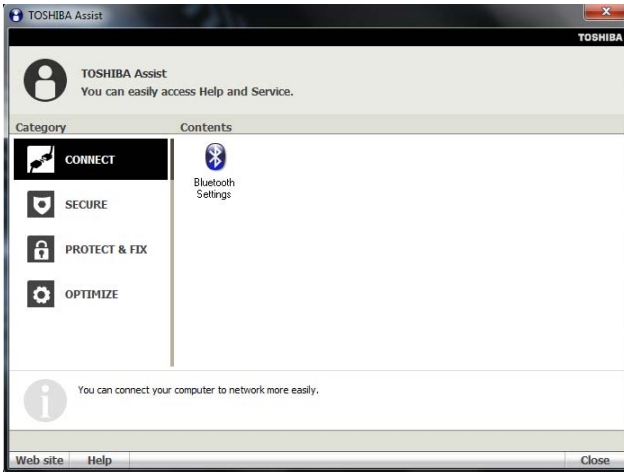 TOSHIBA Assist
TOSHIBA
TOSHIBA Assist
You can easily access Help and Service.
Category
Contents
CONNECT
SECURE
PROTECT & FIX
OPTIMIZE
Bluetooth
Settings
You can connect your computer to network more easily.
Web site
Help
Close